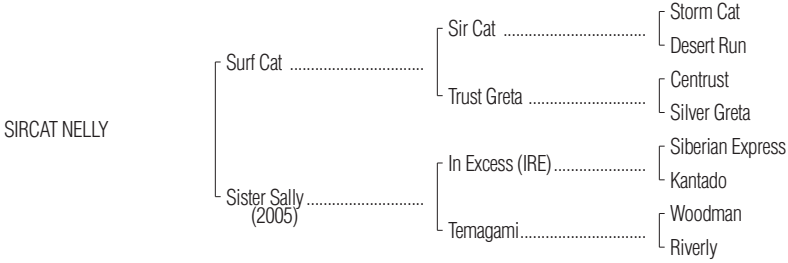 Storm Cat
Sir Cat ................................
Desert Run
Surf Cat ..............................
Centrust
Trust Greta ..........................
Silver Greta
SIRCAT NELLY
Siberian Express
In Excess (IRE).....................
Kantado
Sister Sally..........................
(2005)
Woodman
Temagami............................
Riverly